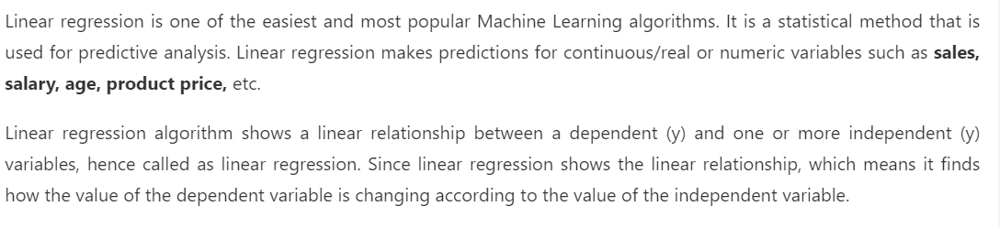 Linear regression is one of the easiest and most popular Machine Learning algorithms. It is a statistical method that is
used for predictive analysis. Linear regression makes predictions for continuous/real or numeric variables such as sales,
salary, age, product price, etc.
Linear regression algorithm shows a linear relationship between a dependent (y) and one or more independent (y)
variables, hence called as linear regression. Since linear regression shows the linear relationship, which means it finds
how the value of the dependent variable is changing according to the value of the independent variable.